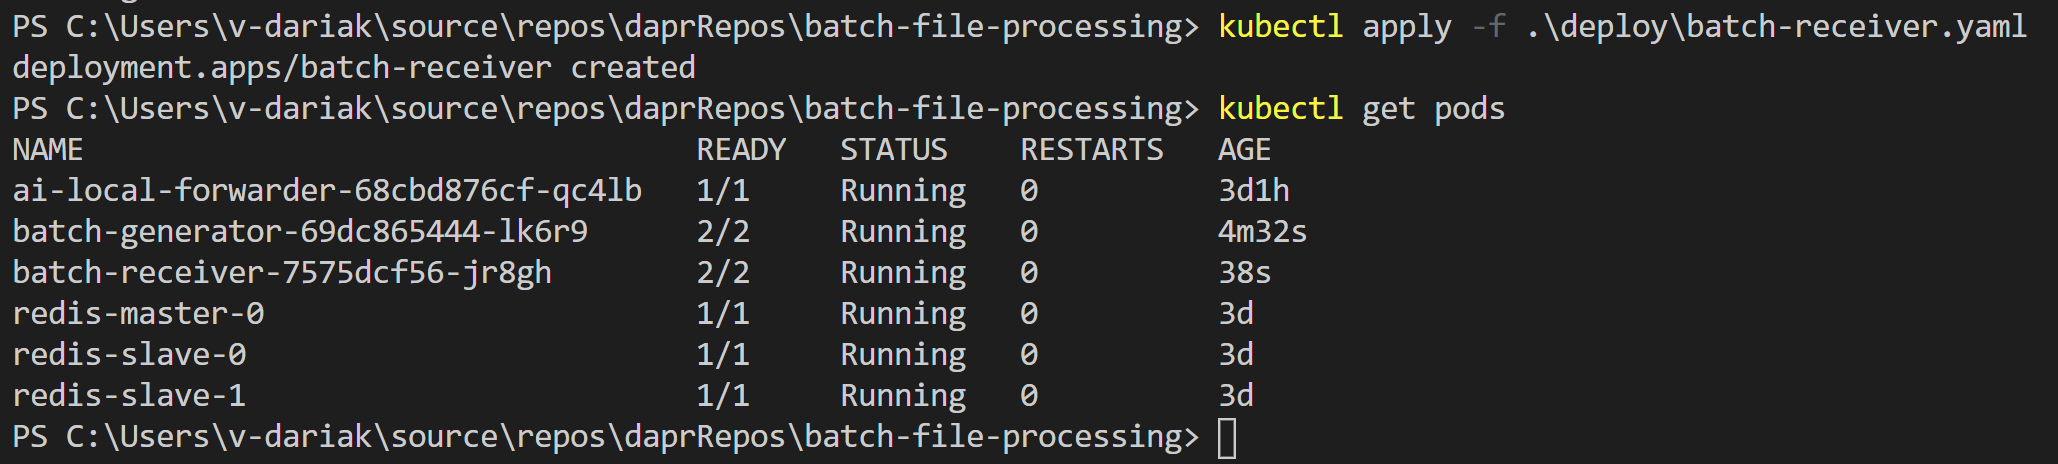 PS C:\Users\v-dariak\source\repos\daprRepos\batch-file-processing> kubectl apply -f .\deploy\batch-receiver.yaml
deployment.apps/batch-receiver created
PS C:\Users\v-dariak\source\repos\daprRepos\batch-file-processing> kubectl get pods
NAME                                  READY   STATUS    RESTARTS   AGE
ai-local-forwarder-68cbd876cf-qc4lb   1/1     Running   0          3d1h
batch-generator-69dc865444-lk6r9      2/2     Running   0          4m32s
batch-receiver-7575dcf56-jr8gh        2/2     Running   0          38s
redis-master-0                        1/1     Running   0          3d
redis-slave-0                         1/1     Running   0          3d
redis-slave-1                         1/1     Running   0          3d
PS C:\Users\v-dariak\source\repos\daprRepos\batch-file-processing>